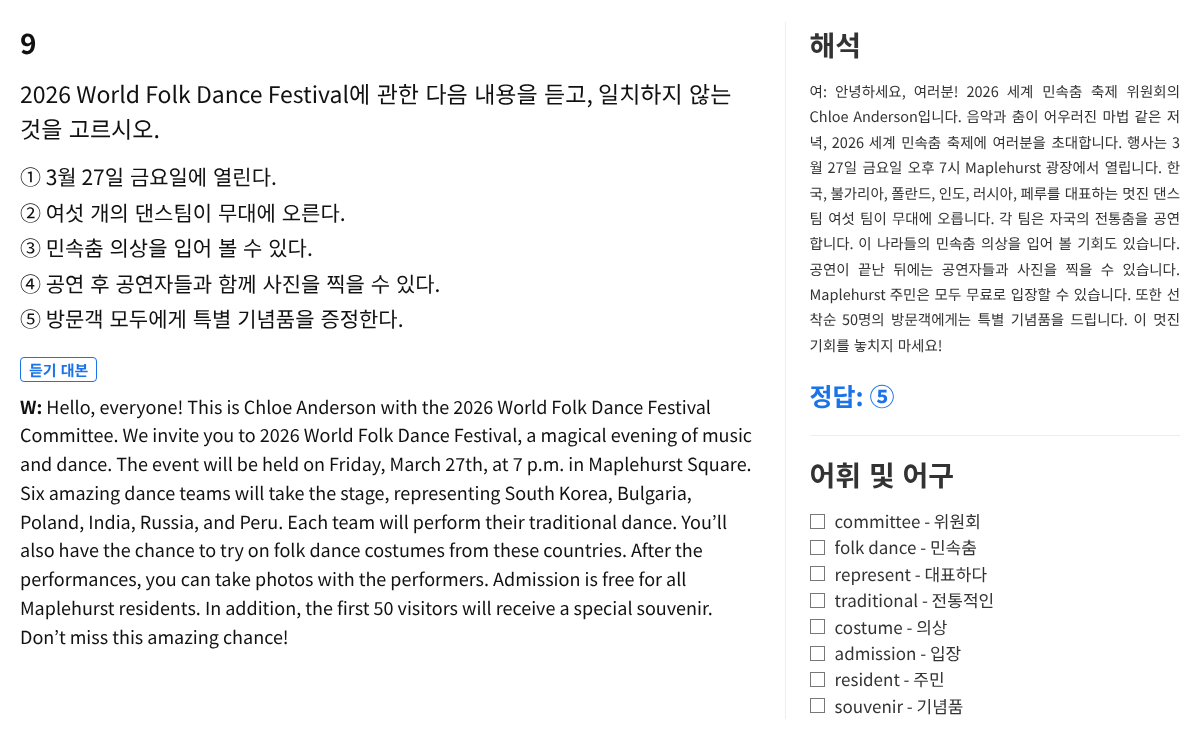 9
2026 World Folk Dance Festival에 관한 다음 내용을 듣고, 일치하지 않는
것을 고르시오.
① 3월 27일 금요일에 열린다.
② 여섯 개의 댄스팀이 무대에 오른다.
③ 민속춤 의상을 입어 볼 수 있다.
④ 공연 후 공연자들과 함께 사진을 찍을 수 있다.
⑤ 방문객 모두에게 특별 기념품을 증정한다.
듣기 대본
W: Hello, everyone! This is Chloe Anderson with the 2026 World Folk Dance Festival
Committee. We invite you to 2026 World Folk Dance Festival, a magical evening of music
and dance. The event will be held on Friday, March 27th, at 7 p.m. in Maplehurst Square.
Six amazing dance teams will take the stage, representing South Korea, Bulgaria,
Poland, India, Russia, and Peru. Each team will perform their traditional dance. You’ll
also have the chance to try on folk dance costumes from these countries. After the
performances, you can take photos with the performers. Admission is free for all
Maplehurst residents. In addition, the first 50 visitors will receive a special souvenir.
Don’t miss this amazing chance!
해석
여: 안녕하세요, 여러분! 2026 세계 민속춤 축제 위원회의
Chloe Anderson입니다. 음악과 춤이 어우러진 마법 같은 저
녁, 2026 세계 민속춤 축제에 여러분을 초대합니다. 행사는 3
월 27일 금요일 오후 7시 Maplehurst 광장에서 열립니다. 한
국, 불가리아, 폴란드, 인도, 러시아, 페루를 대표하는 멋진 댄스
팀 여섯 팀이 무대에 오릅니다. 각 팀은 자국의 전통춤을 공연
합니다. 이 나라들의 민속춤 의상을 입어 볼 기회도 있습니다.
공연이 끝난 뒤에는 공연자들과 사진을 찍을 수 있습니다.
Maplehurst 주민은 모두 무료로 입장할 수 있습니다. 또한 선
착순 50명의 방문객에게는 특별 기념품을 드립니다. 이 멋진
기회를 놓치지 마세요!
정답: ⑤
어휘 및 어구
committee - 위원회
folk dance - 민속춤
represent - 대표하다
traditional - 전통적인
costume - 의상
admission - 입장
resident - 주민
souvenir - 기념품